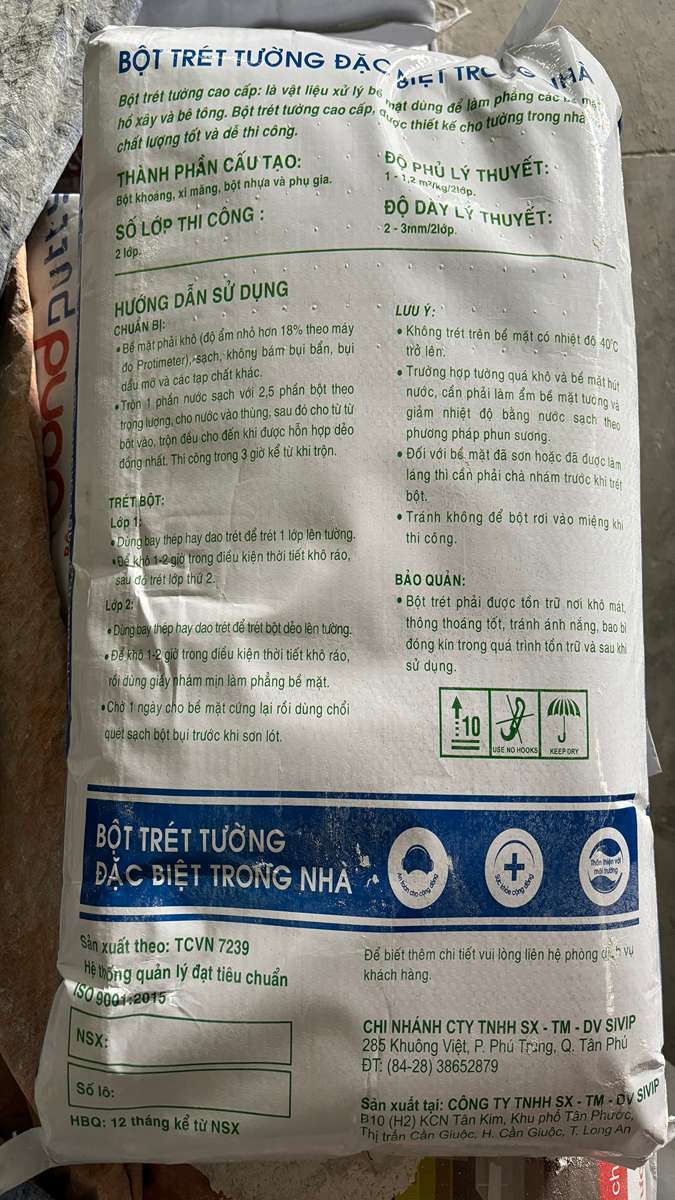 BỘT TRÉT TƯỜNG ĐẶC BIỆT TRONG NHÀ
Bột trét tường cao cấp: là vật liệu xử lý bề mặt dùng để làm phẳng các bề mặt
hồ xây và bê tông. Bột trét tường cao cấp, được thiết kế cho tường trong nhà
chất lượng tốt và dễ thi công.
THÀNH PHẦN CẤU TẠO:
Bột khoáng, xi măng, bột nhựa và phụ gia.
SỐ LỚP THI CÔNG :
2 lớp.
ĐỘ PHỦ LÝ THUYẾT:
1 - 1,2 m²/kg/2lớp.
ĐỘ DÀY LÝ THUYẾT:
2 - 3mm/2lớp.
HƯỚNG DẪN SỬ DỤNG
CHUẨN BỊ:
• Bề mặt phải khô (độ ẩm nhỏ hơn 18% theo máy
đo Protimeter), sạch, không bám bụi bẩn, bụi
dầu mỡ và các tạp chất khác.
• Trộn 1 phần nước sạch với 2,5 phần bột theo
trọng lượng, cho nước vào thùng, sau đó cho từ từ
bột vào, trộn đều cho đến khi được hỗn hợp dẻo
đồng nhất. Thi công trong 3 giờ kể từ khi trộn.
TRÉT BỘT:
Lớp 1:
• Dùng bay thép hay dao trét để trét 1 lớp lên tường.
• Để khô 1-2 giờ trong điều kiện thời tiết khô ráo,
sau đó trét lớp thứ 2.
Lớp 2:
• Dùng bay thép hay dao trét để trét bột dẻo lên tường.
• Để khô 1-2 giờ trong điều kiện thời tiết khô ráo,
rồi dùng giấy nhám mịn làm phẳng bề mặt.
• Chờ 1 ngày cho bề mặt cứng lại rồi dùng chổi
quét sạch bột bụi trước khi sơn lót.
LƯU Ý:
• Không trét trên bề mặt có nhiệt độ 40°C
trở lên.
• Trường hợp tường quá khô và bề mặt hút
nước, cần phải làm ẩm bề mặt tường và
giảm nhiệt độ bằng nước sạch theo
phương pháp phun sương.
• Đối với bề mặt đã sơn hoặc đã được làm
láng thì cần phải chà nhám trước khi trét
bột.
• Tránh không để bột rơi vào miệng khi
thi công.
BẢO QUẢN:
• Bột trét phải được tồn trữ nơi khô mát,
thông thoáng tốt, tránh ánh nắng, bao bì
đóng kín trong quá trình tồn trữ và sau khi
sử dụng.
10
USE NO HOOKS
KEEP DRY
BỘT TRÉT TƯỜNG
ĐẶC BIỆT TRONG NHÀ
An toàn cho cộng đồng
Sức khỏe cộng đồng
Thân thiện với
môi trường
Sản xuất theo: TCVN 7239
Hệ thống quản lý đạt tiêu chuẩn
ISO 9001:2015
NSX:
Số lô:
HBQ: 12 tháng kể từ NSX
Để biết thêm chi tiết vui lòng liên hệ phòng dịch vụ
khách hàng.
CHI NHÁNH CTY TNHH SX - TM - DV SIVIP
285 Khuông Việt, P. Phú Trung, Q. Tân Phú
ĐT: (84-28) 38652879
Sản xuất tại: CÔNG TY TNHH SX - TM - DV SIVIP
B10 (H2) KCN Tân Kim, Khu phố Tân Phước,
Thị trấn Cần Giuộc, H. Cần Giuộc, T. Long An